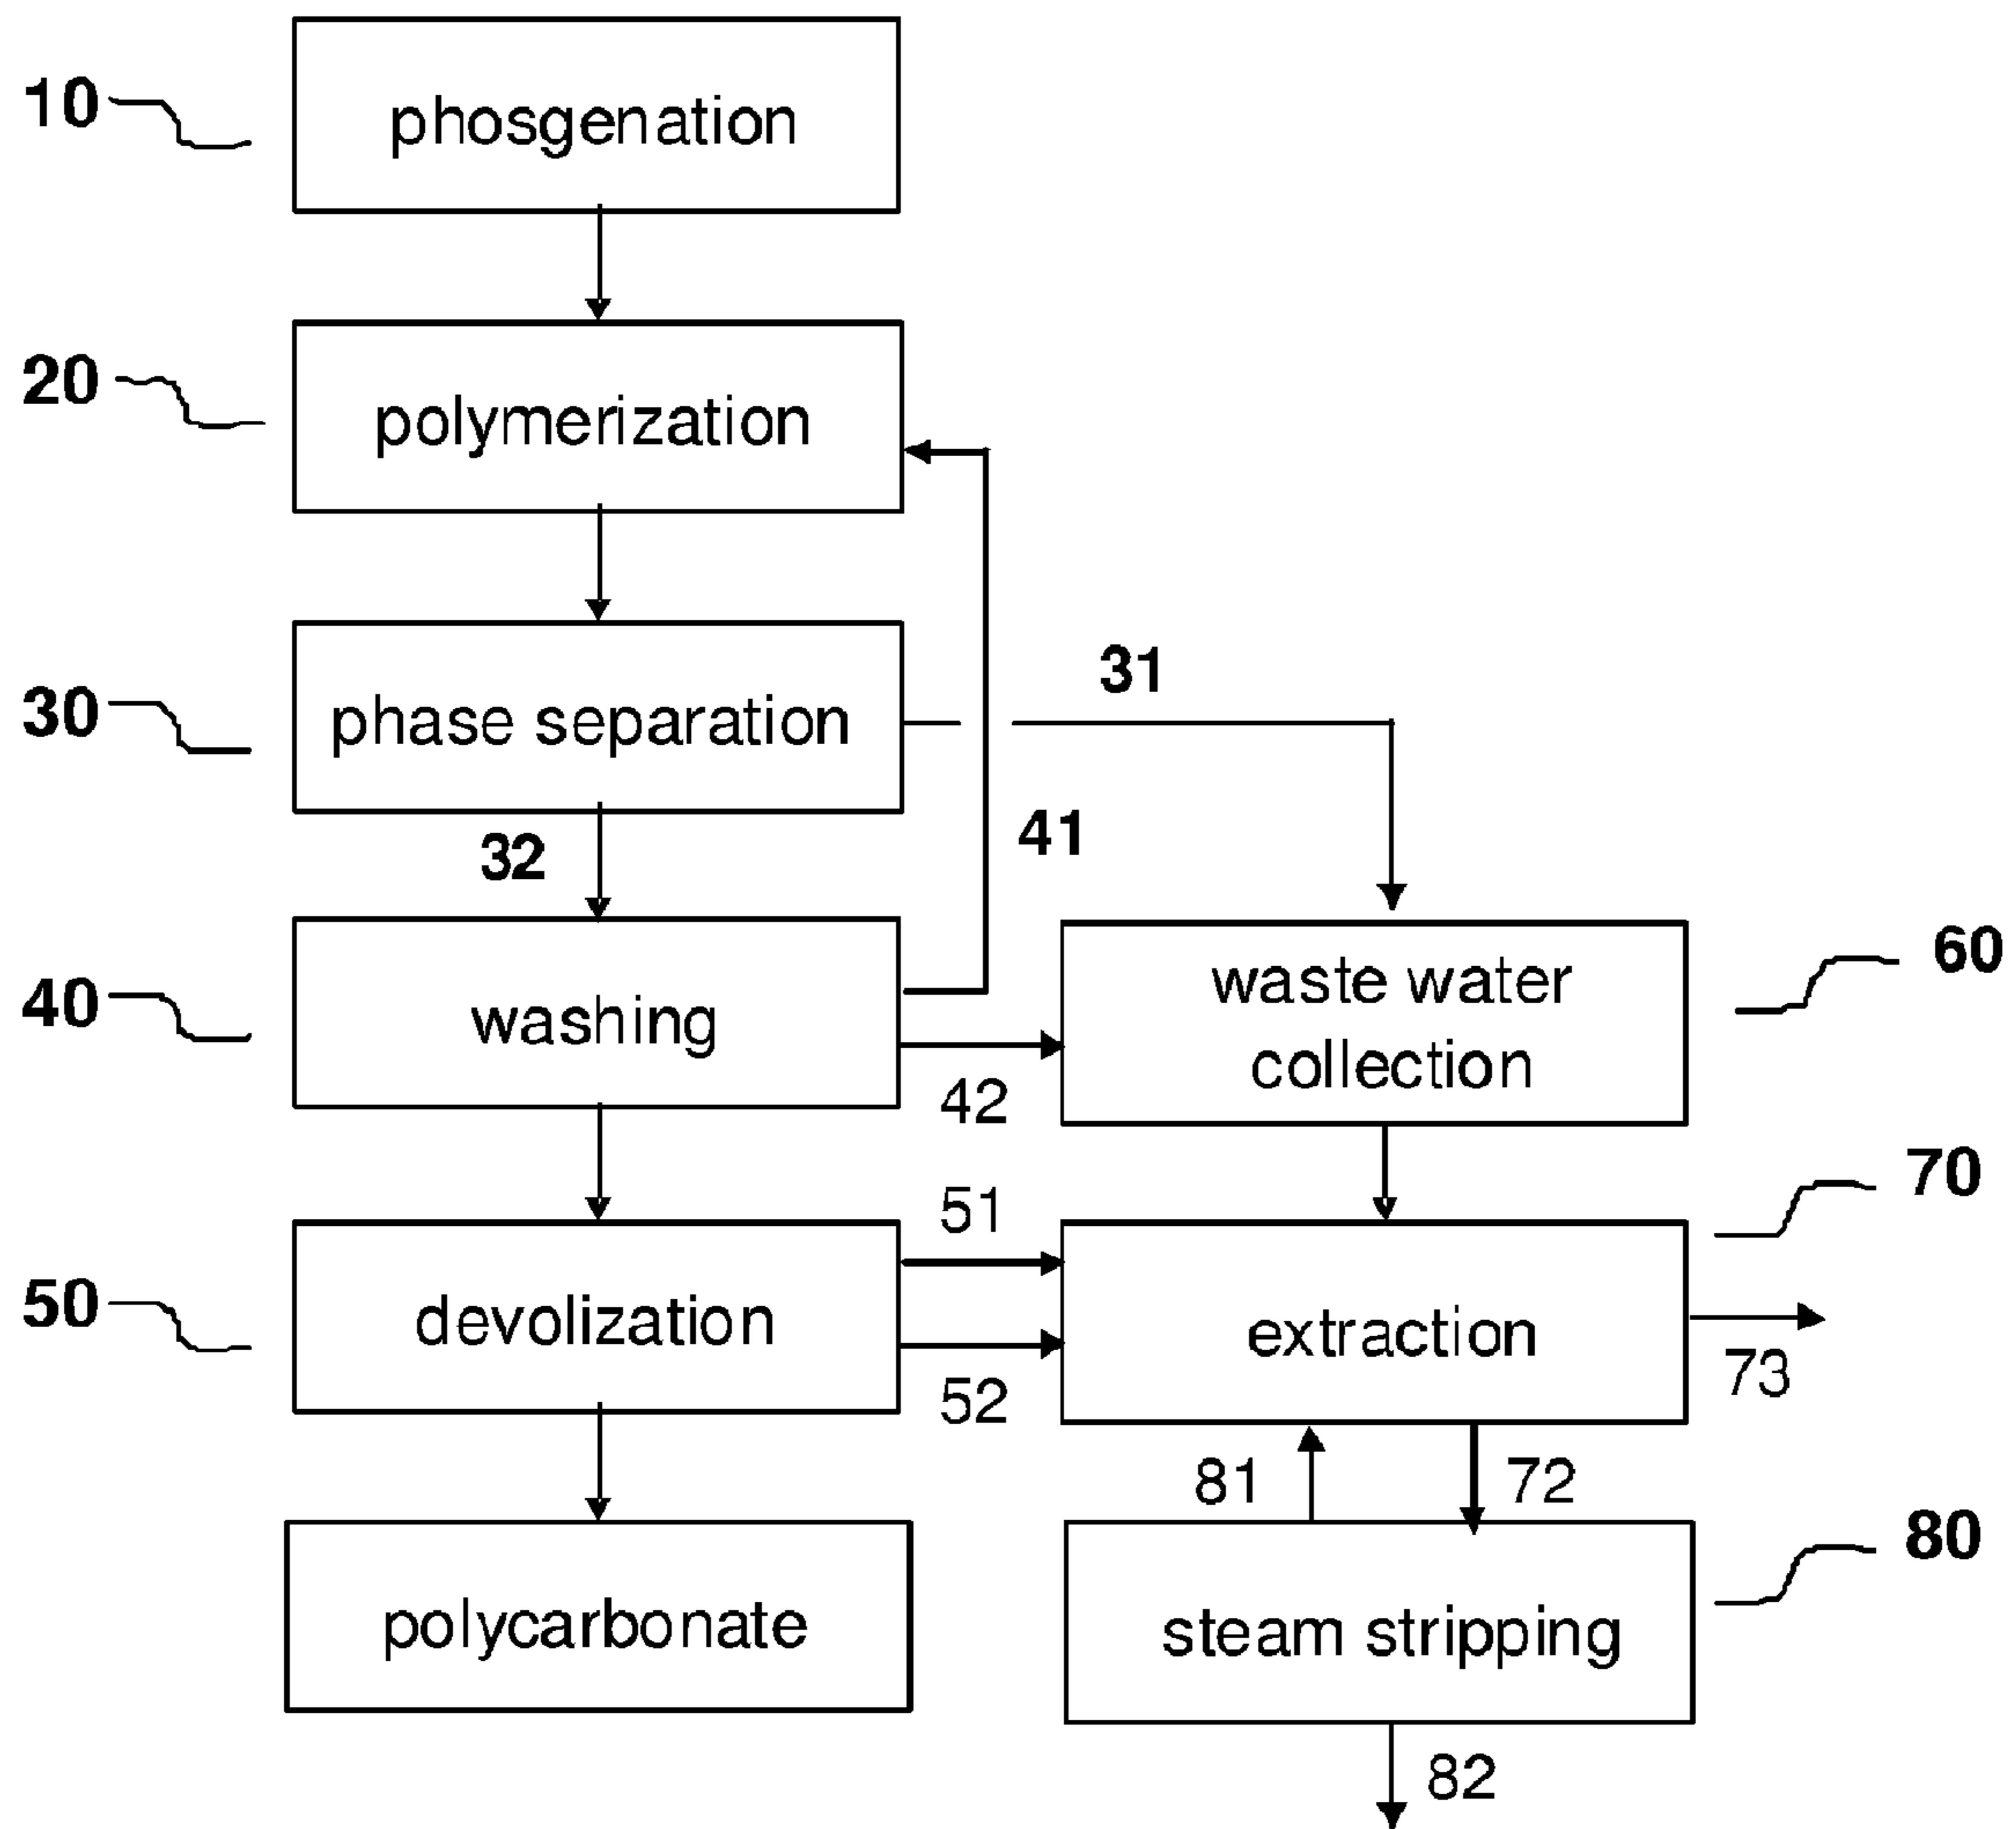 10
phosgenation
20
polymerization
30
phase separation
31
32
41
40
washing
waste water
collection
60
42
70
51
50
devolization
extraction
52
73
81
72
80
polycarbonate
steam stripping
82